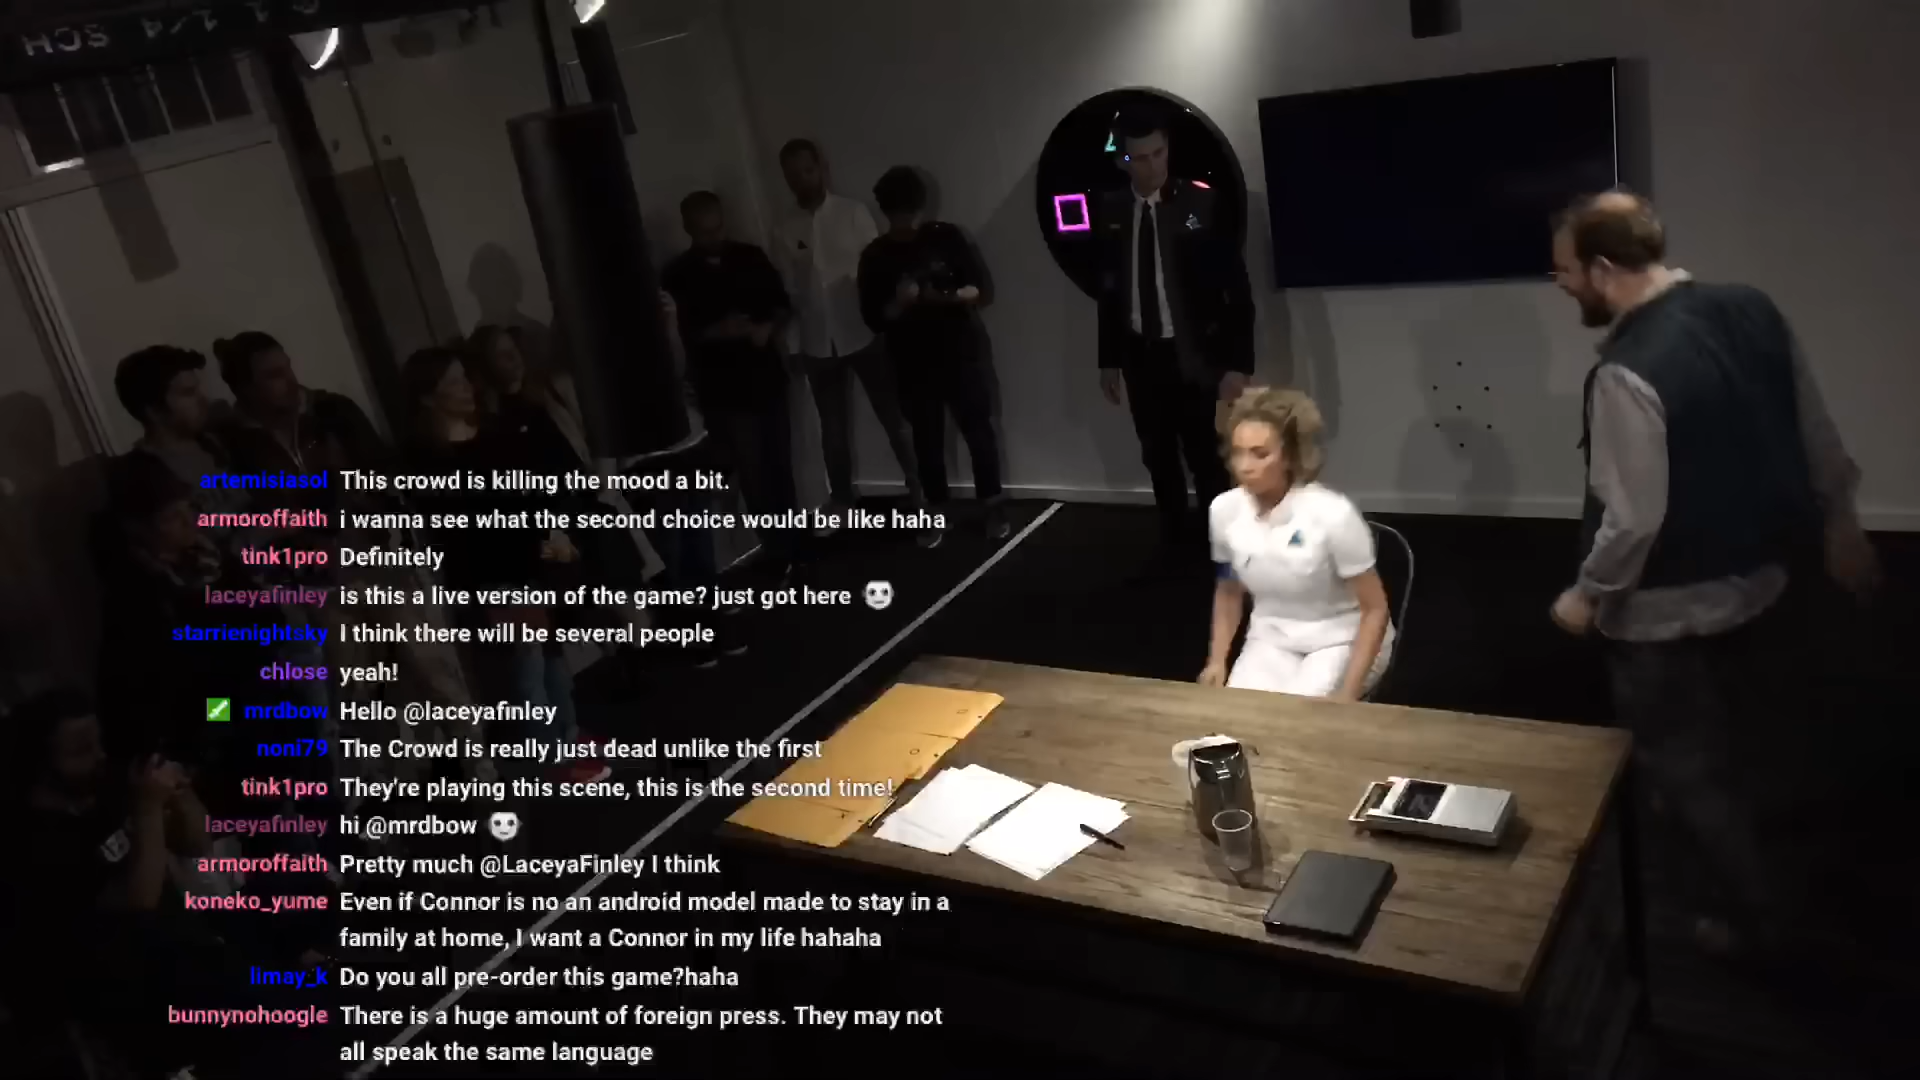 artemisiasol This crowd is killing the mood a bit.
armoroffaith i wanna see what the second choice would be like haha
tink1pro Definitely
laceyafinley is this a live version of the game? just got here
starrienightsky I think there will be several people
chlose yeah!
mrdbow Hello @laceyafinley
noni79 The Crowd is really just dead unlike the first
tink1pro They're playing this scene, this is the second time!
laceyafinley hi @mrdbow
armoroffaith Pretty much @LaceyaFinley I think
koneko_yume Even if Connor is no an android model made to stay in a
family at home, I want a Connor in my life hahaha
limay_k Do you all pre-order this game?haha
bunnynohoogle There is a huge amount of foreign press. They may not
all speak the same language